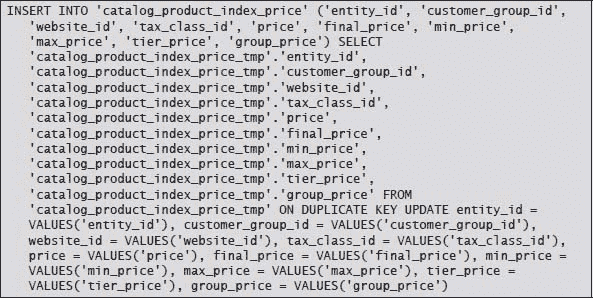 INSERT INTO 'catalog_product_index_price' ('entity_id', 'customer_group_id',
'website_id', 'tax_class_id', 'price', 'final_price', 'min_price',
'max_price', 'tier_price', 'group_price') SELECT
'catalog_product_index_price_tmp'.'entity_id',
'catalog_product_index_price_tmp'.'customer_group_id',
'catalog_product_index_price_tmp'.'website_id',
'catalog_product_index_price_tmp'.'tax_class_id',
'catalog_product_index_price_tmp'.'price',
'catalog_product_index_price_tmp'.'final_price',
'catalog_product_index_price_tmp'.'min_price',
'catalog_product_index_price_tmp'.'max_price',
'catalog_product_index_price_tmp'.'tier_price',
'catalog_product_index_price_tmp'.'group_price' FROM
'catalog_product_index_price_tmp' ON DUPLICATE KEY UPDATE entity_id =
VALUES('entity_id'), customer_group_id = VALUES('customer_group_id'),
website_id = VALUES('website_id'), tax_class_id = VALUES('tax_class_id'),
price = VALUES('price'), final_price = VALUES('final_price'), min_price =
VALUES('min_price'), max_price = VALUES('max_price'), tier_price =
VALUES('tier_price'), group_price = VALUES('group_price')